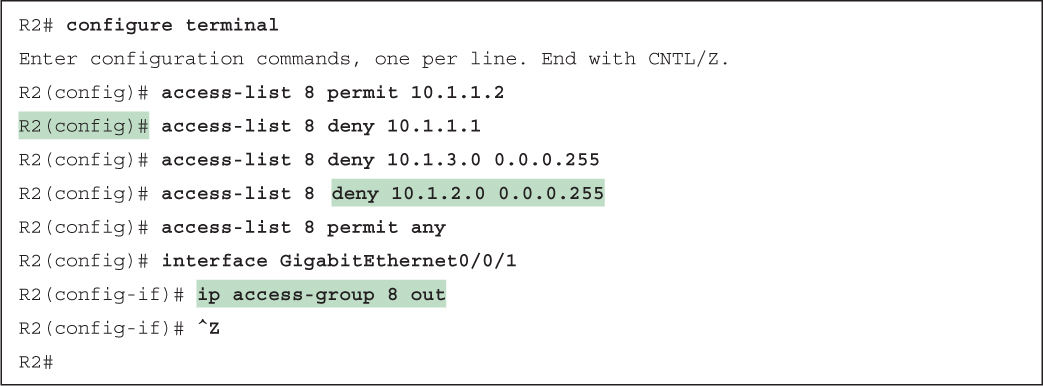 R2# configure terminal
Enter configuration commands, one per line. End with CNTL/Z.
R2(config)# access-list 8 permit 10.1.1.2
R2(config)# access-list 8 deny 10.1.1.1
R2(config)# access-list 8 deny 10.1.3.0 0.0.0.255
R2(config)# access-list 8 deny 10.1.2.0 0.0.0.255
R2(config)# access-list 8 permit any
R2(config)# interface GigabitEthernet0/0/1
R2(config-if)# ip access-group 8 out
R2(config-if)# ^Z
R2#